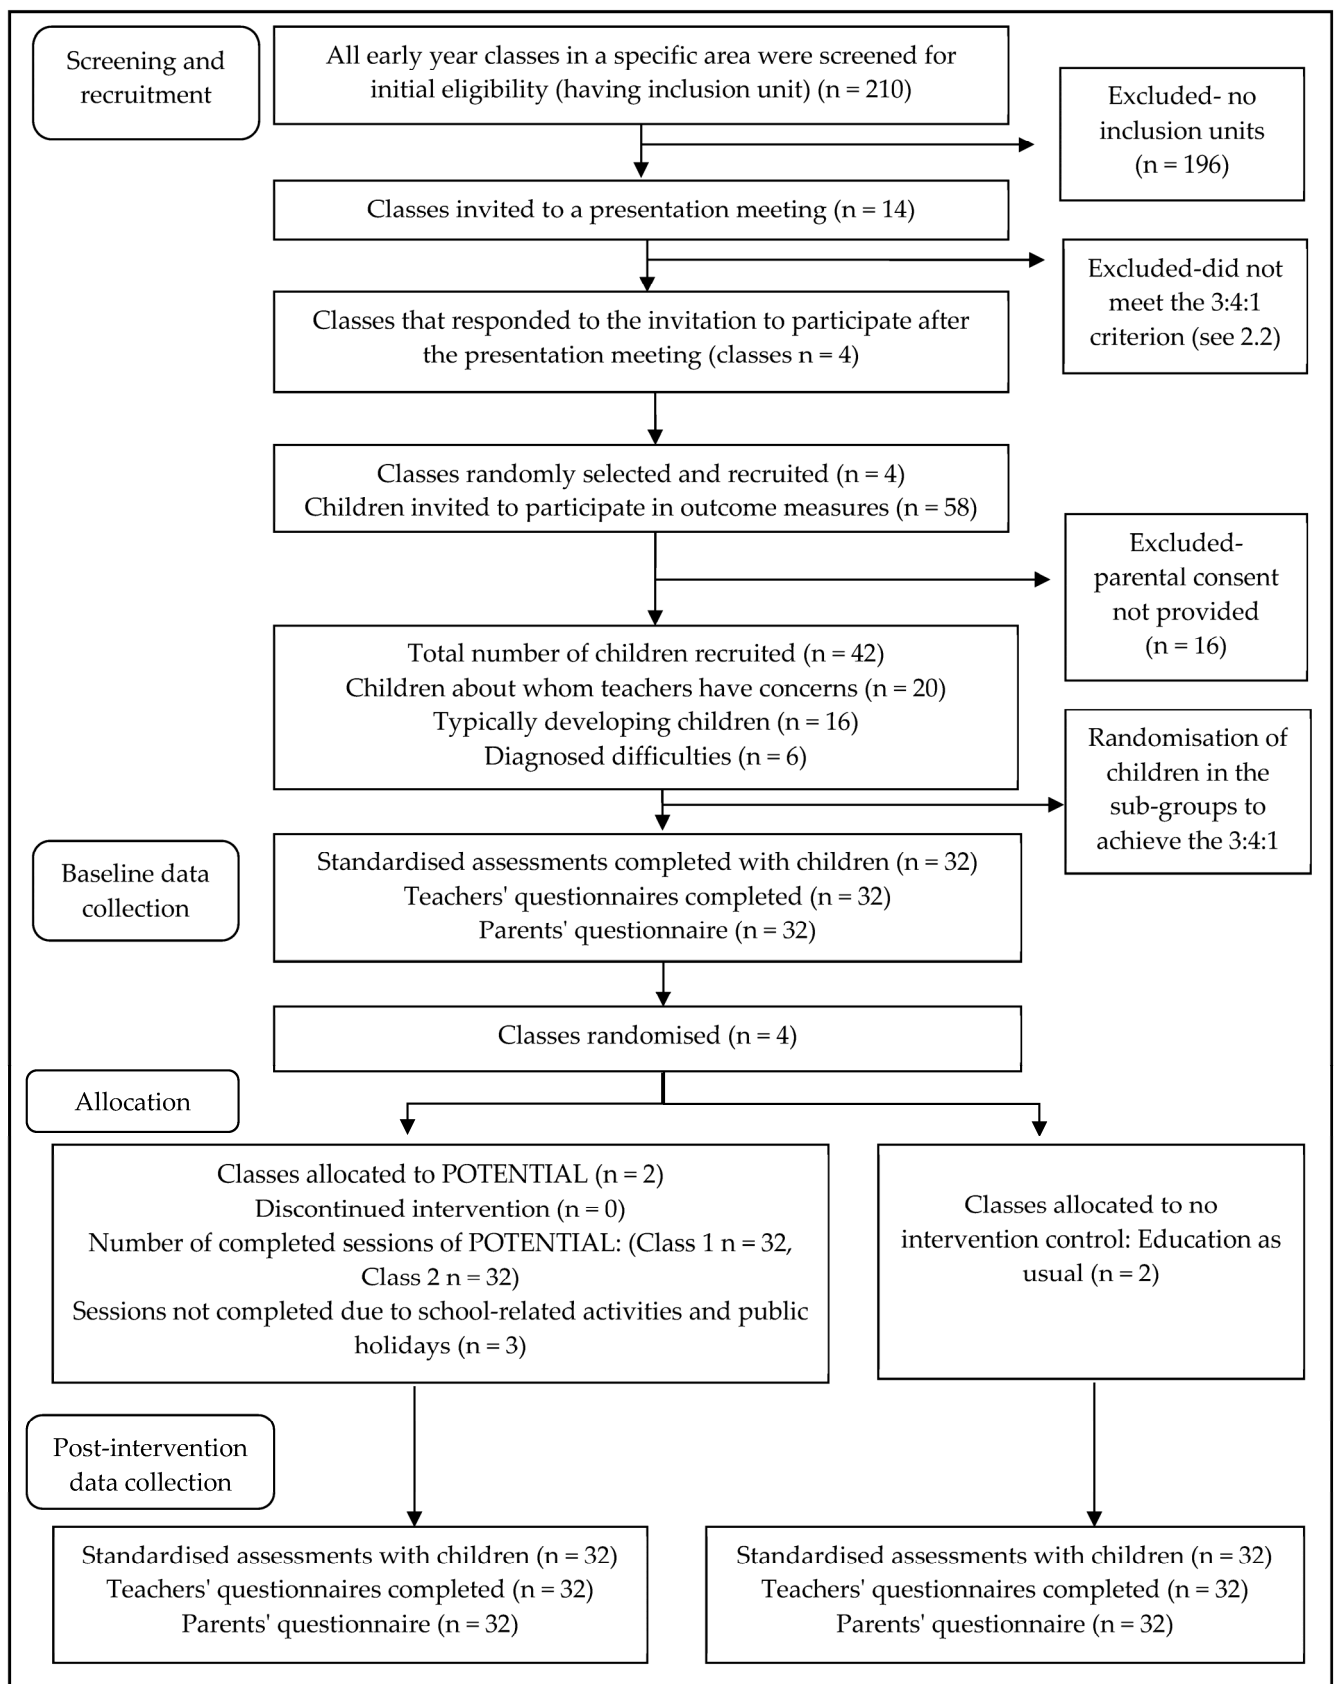 Screening and
recruitment
All early year classes in a specific area were screened for
initial eligibility (having inclusion unit) (n = 210)
Excluded- no
inclusion units
(n = 196)
Classes invited to a presentation meeting (n = 14)
Excluded-did not
meet the 3:4:1
criterion (see 2.2)
Classes that responded to the invitation to participate after
the presentation meeting (classes n = 4)
Classes randomly selected and recruited (n = 4)
Children invited to participate in outcome measures (n = 58)
Excluded-
parental consent
not provided
(n = 16)
Total number of children recruited (n = 42)
Children about whom teachers have concerns (n = 20)
Typically developing children (n = 16)
Diagnosed difficulties (n = 6)
Randomisation of
children in the
sub-groups to
achieve the 3:4:1
Baseline data
collection
Standardised assessments completed with children (n = 32)
Teachers' questionnaires completed (n = 32)
Parents' questionnaire (n = 32)
Classes randomised (n = 4)
Allocation
Classes allocated to POTENTIAL (n = 2)
Discontinued intervention (n = 0)
Number of completed sessions of POTENTIAL: (Class 1 n = 32,
Class 2 n = 32)
Sessions not completed due to school-related activities and public
holidays (n = 3)
Classes allocated to no
intervention control: Education as
usual (n = 2)
Post-intervention
data collection
Standardised assessments with children (n = 32)
Teachers' questionnaires completed (n = 32)
Parents' questionnaire (n = 32)
Standardised assessments with children (n = 32)
Teachers' questionnaires completed (n = 32)
Parents' questionnaire (n = 32)